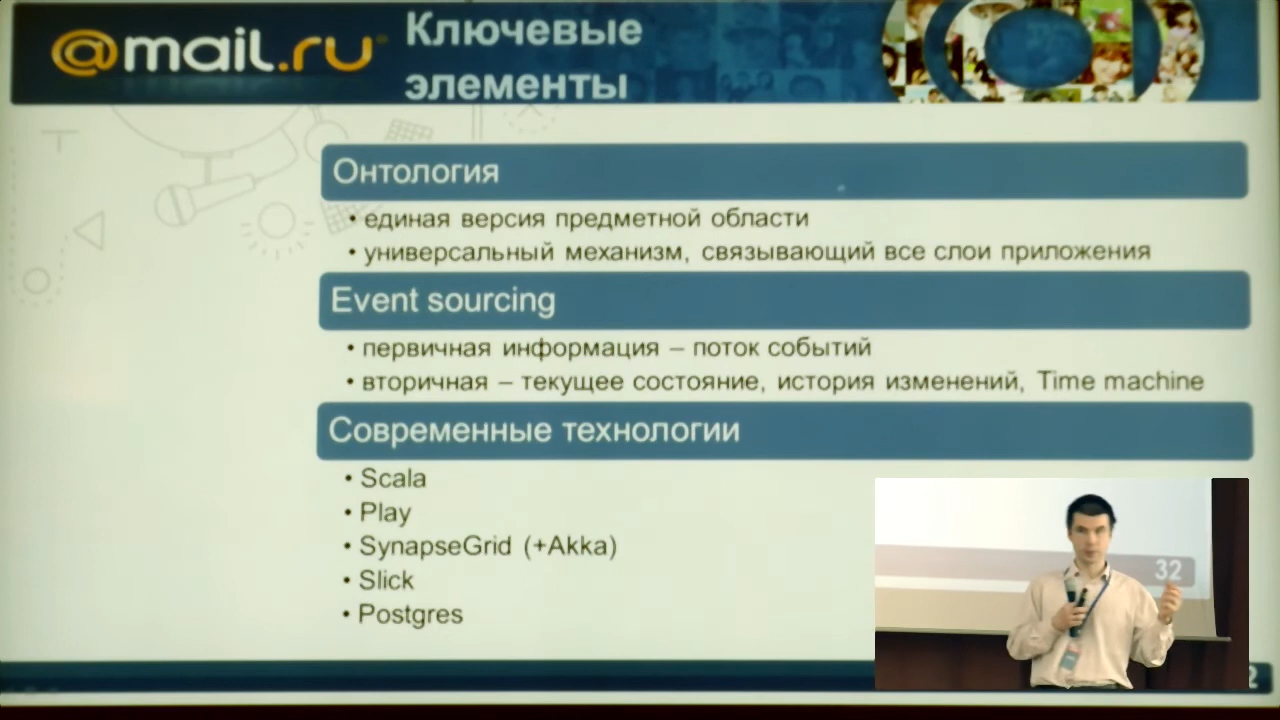 @mail.ru
Ключевые
элементы
Онтология
• единая версия предметной области
• универсальный механизм, связывающий все слои приложения
Event sourcing
• первичная информация – поток событий
• вторичная – текущее состояние, история изменений, Time machine
Современные технологии
• Scala
• Play
• SynapseGrid (+Akka)
• Slick
• Postgres
32
2